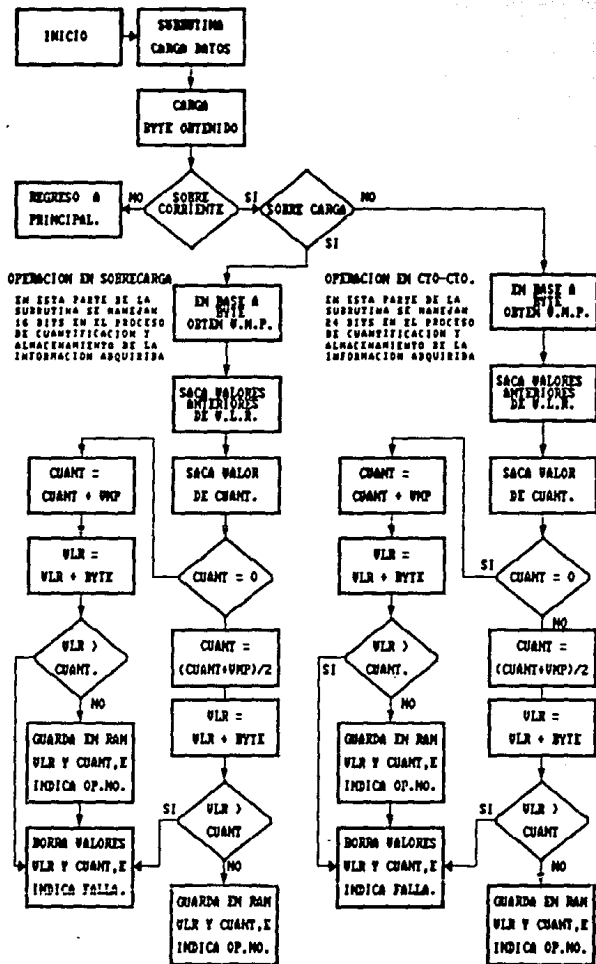 INICIO
SUBRUTINA
CARGA DATOS
CARGA
BYTE OBTENIDO
REGRESO A
PRINCIPAL.
NO
SOBRE
CORRIENTE
SI
SOBRE CARGA
NO
SI
OPERACION EN SOBRECARGA
EN ESTA PARTE DE LA
SUBRUTINA SE MANEJAN
16 BITS EN EL PROCESO
DE CUANTIFICACION Y
ALMACENAMIENTO DE LA
INFORMACION ADQUIRIDA
EN BASE A
BYTE
OBTEN V.M.P.
SACA VALORES
ANTERIORES
DE V.L.R.
SACA VALOR
DE CUANT.
CUANT = 0
CUANT =
CUANT + VMP
VLR =
VLR + BYTE
VLR >
CUANT.
NO
GUARDA EN RAM
VLR Y CUANT,E
INDICA OP.NO.
BORRA VALORES
VLR Y CUANT,E
INDICA FALLA.
CUANT =
(CUANT+VMP)/2
VLR =
VLR + BYTE
SI
VLR >
CUANT
NO
GUARDA EN RAM
VLR Y CUANT,E
INDICA OP.NO.
OPERACION EN CTO-CTO.
EN ESTA PARTE DE LA
SUBRUTINA SE MANEJAN
24 BITS EN EL PROCESO
DE CUANTIFICACION Y
ALMACENAMIENTO DE LA
INFORMACION ADQUIRIDA
EN BASE A
BYTE
OBTEN V.M.P.
SACA VALORES
ANTERIORES
DE V.L.R.
SACA VALOR
DE CUANT.
SI
CUANT = 0
NO
CUANT =
CUANT + VMP
VLR =
VLR + BYTE
VLR >
CUANT.
SI
NO
GUARDA EN RAM
VLR Y CUANT,E
INDICA OP.NO.
BORRA VALORES
VLR Y CUANT,E
INDICA FALLA.
CUANT =
(CUANT+VMP)/2
VLR =
VLR + BYTE
SI
VLR >
CUANT
NO
GUARDA EN RAM
VLR Y CUANT,E
INDICA OP.NO.